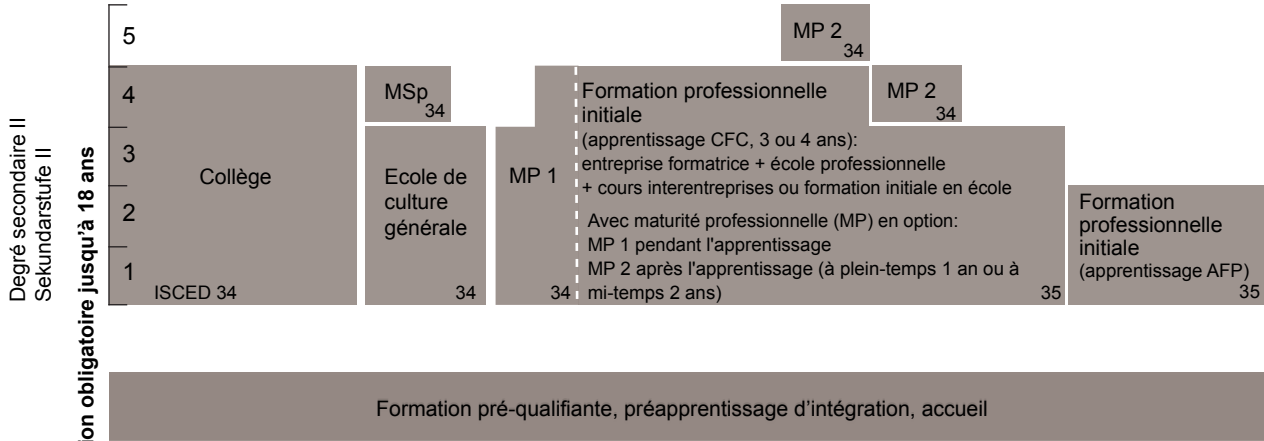 Degré secondaire II
Sekundarstufe II
ion obligatoire jusqu'à 18 ans
5
4
3
2
1
MP 2
34
MSp
34
MP 2
34
Collège
ISCED 34
Ecole de
culture
générale
34
MP 1
34
Formation professionnelle
initiale
(apprentissage CFC, 3 ou 4 ans):
entreprise formatrice + école professionnelle
+ cours interentreprises ou formation initiale en école
Avec maturité professionnelle (MP) en option:
MP 1 pendant l'apprentissage
MP 2 après l'apprentissage (à plein-temps 1 an ou à
mi-temps 2 ans)
35
Formation
professionnelle
initiale
(apprentissage AFP)
35
Formation pré-qualifiante, préapprentissage d'intégration, accueil